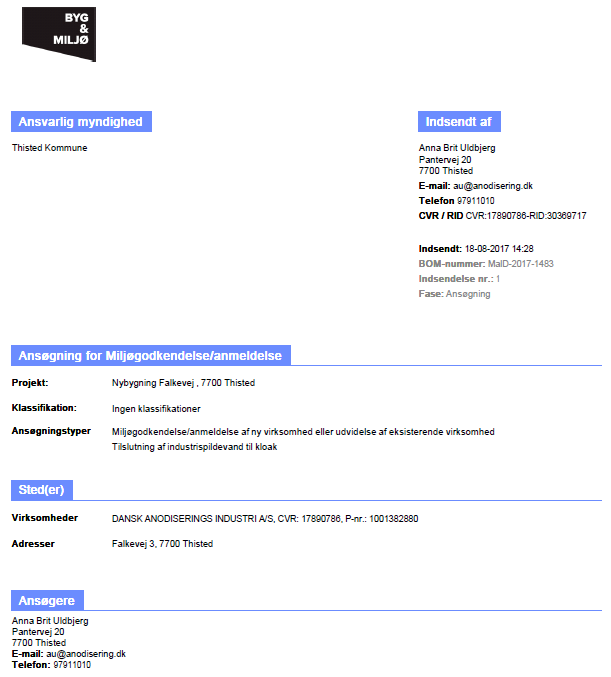 BYG
&
MILJØ
Ansvarlig myndighed
Thisted Kommune
Indsendt af
Anna Brit Uldbjerg
Pantervej 20
7700 Thisted
E-mail: au@anodisering.dk
Telefon 97911010
CVR / RID CVR:17890786-RID:30369717
Indsendt: 18-08-2017 14:28
BOM-nummer: MaID-2017-1483
Indsendelse nr.: 1
Fase: Ansøgning
Ansøgning for Miljøgodkendelse/anmeldelse
Projekt: Nybygning Falkevej , 7700 Thisted
Klassifikation: Ingen klassifikationer
Ansøgningstyper Miljøgodkendelse/anmeldelse af ny virksomhed eller udvidelse af eksisterende virksomhed
Tilslutning af industrispildevand til kloak
Sted(er)
Virksomheder DANSK ANODISERINGS INDUSTRI A/S, CVR: 17890786, P-nr.: 1001382880
Adresser Falkevej 3, 7700 Thisted
Ansøgere
Anna Brit Uldbjerg
Pantervej 20
7700 Thisted
E-mail: au@anodisering.dk
Telefon: 97911010